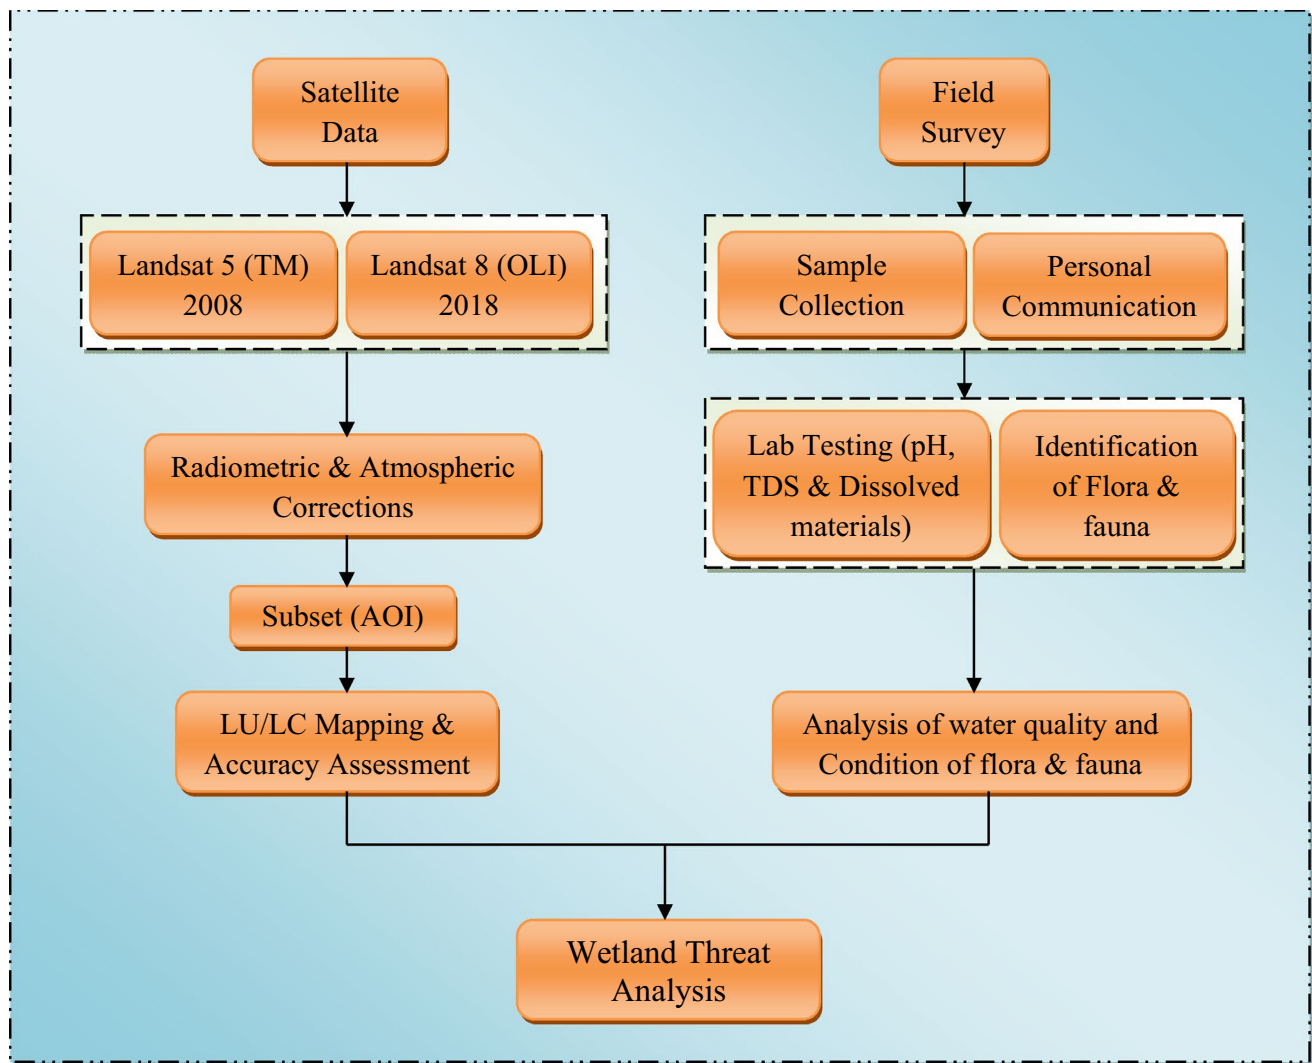 Satellite
Data
Field
Survey
Landsat 5 (TM)
2008
Landsat 8 (OLI)
2018
Sample
Collection
Personal
Communication
Radiometric & Atmospheric
Corrections
Lab Testing (pH,
TDS & Dissolved
materials)
Identification
of Flora &
fauna
Subset (AOI)
LU/LC Mapping &
Accuracy Assessment
Analysis of water quality and
Condition of flora & fauna
Wetland Threat
Analysis